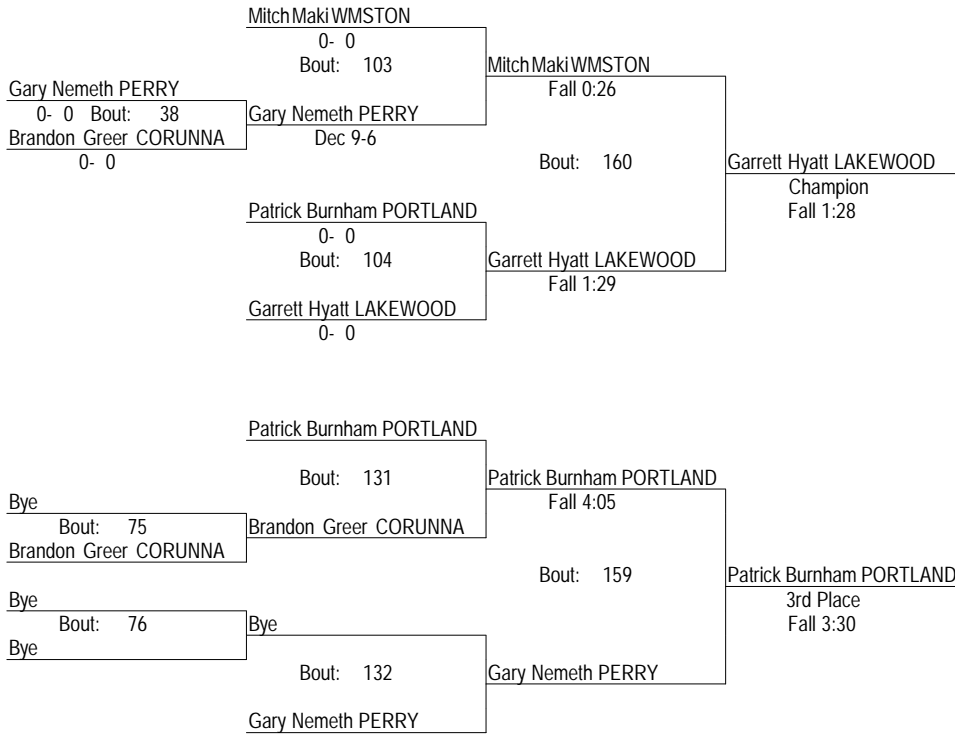 Mitch Maki WMSTON
0- 0
Bout: 103
Mitch Maki WMSTON
Fall 0:26
Gary Nemeth PERRY
0- 0 Bout: 38
Gary Nemeth PERRY
Dec 9-6
Brandon Greer CORUNNA
0- 0
Bout: 160
Garrett Hyatt LAKEWOOD
Champion
Fall 1:28
Patrick Burnham PORTLAND
0- 0
Bout: 104
Garrett Hyatt LAKEWOOD
Fall 1:29
Garrett Hyatt LAKEWOOD
0- 0
Patrick Burnham PORTLAND
Bout: 131
Patrick Burnham PORTLAND
Fall 4:05
Bye
Bout: 75
Brandon Greer CORUNNA
Brandon Greer CORUNNA
Bout: 159
Patrick Burnham PORTLAND
3rd Place
Fall 3:30
Bye
Bout: 76
Bye
Bye
Bout: 132
Gary Nemeth PERRY
Gary Nemeth PERRY